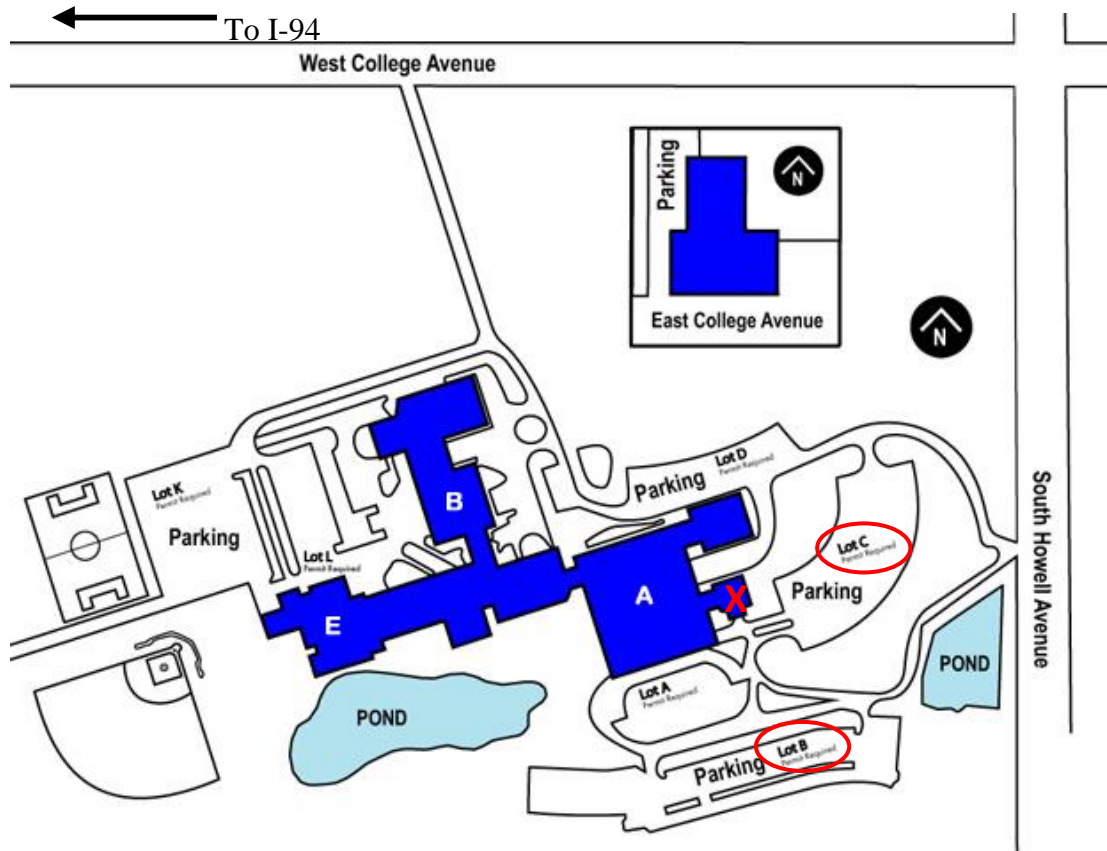 To I-94
West College Avenue
Parking
N
East College Avenue
N
Lot D
Permit Required
Parking
Lot K
Permit Required
Parking
B
Lot L
Permit Required
Lot C
Permit Required
Parking
South Howell Avenue
A
X
E
POND
Lot A
Permit Required
POND
Lot B
Permit Required
Parking